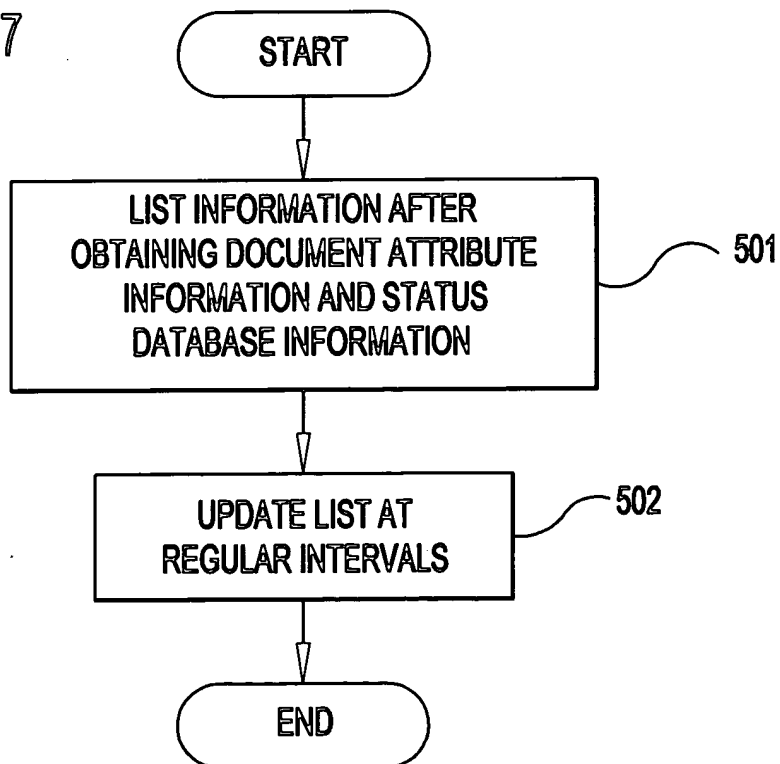 7
START
LIST INFORMATION AFTER
OBTAINING DOCUMENT ATTRIBUTE
INFORMATION AND STATUS
DATABASE INFORMATION
501
UPDATE LIST AT
REGULAR INTERVALS
502
END